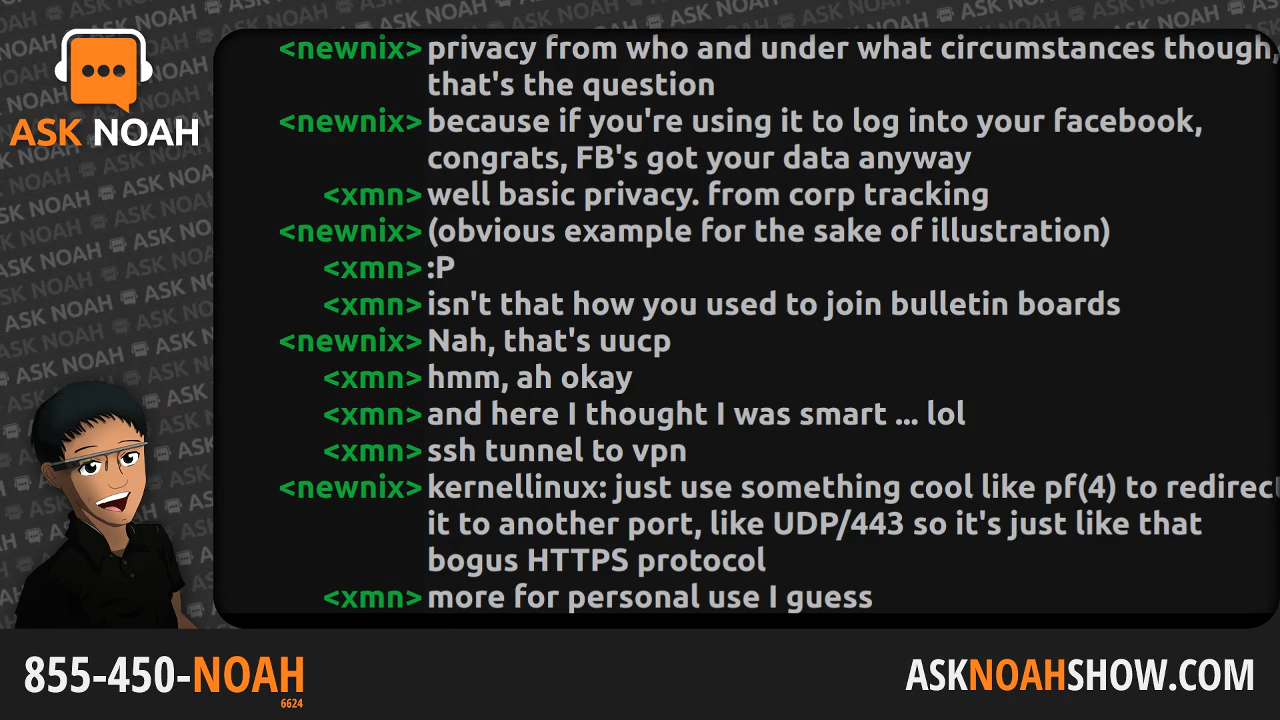 ASK NOAH
<newnix> privacy from who and under what circumstances though,
that's the question
<newnix> because if you're using it to log into your facebook,
congrats, FB's got your data anyway
<xmn> well basic privacy. from corp tracking
<newnix> (obvious example for the sake of illustration)
<xmn> :P
<xmn> isn't that how you used to join bulletin boards
<newnix> Nah, that's uucp
<xmn> hmm, ah okay
<xmn> and here I thought I was smart ... lol
<xmn> ssh tunnel to vpn
<newnix> kernellinux: just use something cool like pf(4) to redirect
it to another port, like UDP/443 so it's just like that
bogus HTTPS protocol
<xmn> more for personal use I guess
855-450-NOAH
6624
ASKNOAHSHOW.COM